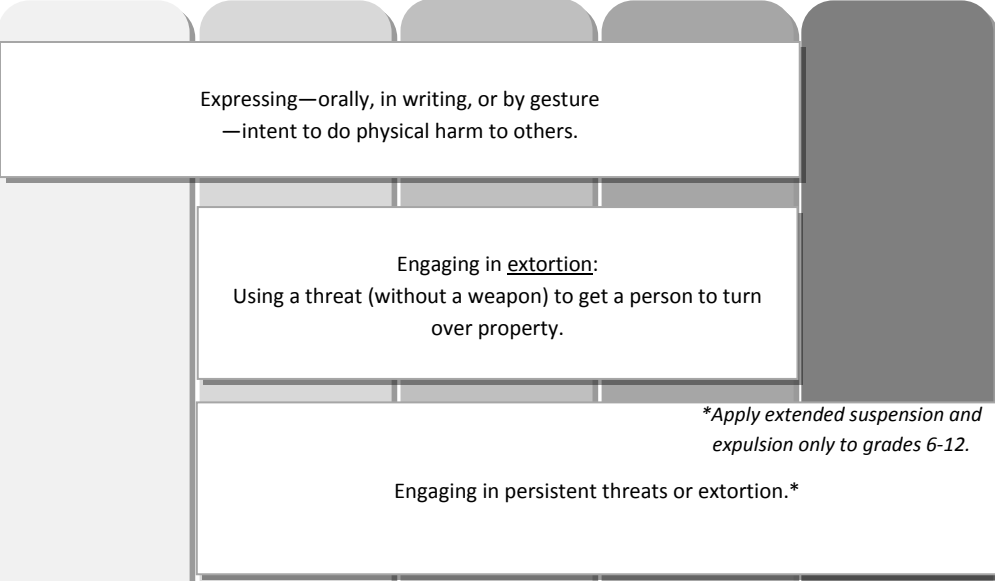 Expressing—orally, in writing, or by gesture
—intent to do physical harm to others.
Engaging in extortion:
Using a threat (without a weapon) to get a person to turn
over property.
*Apply extended suspension and
expulsion only to grades 6-12.
Engaging in persistent threats or extortion.*